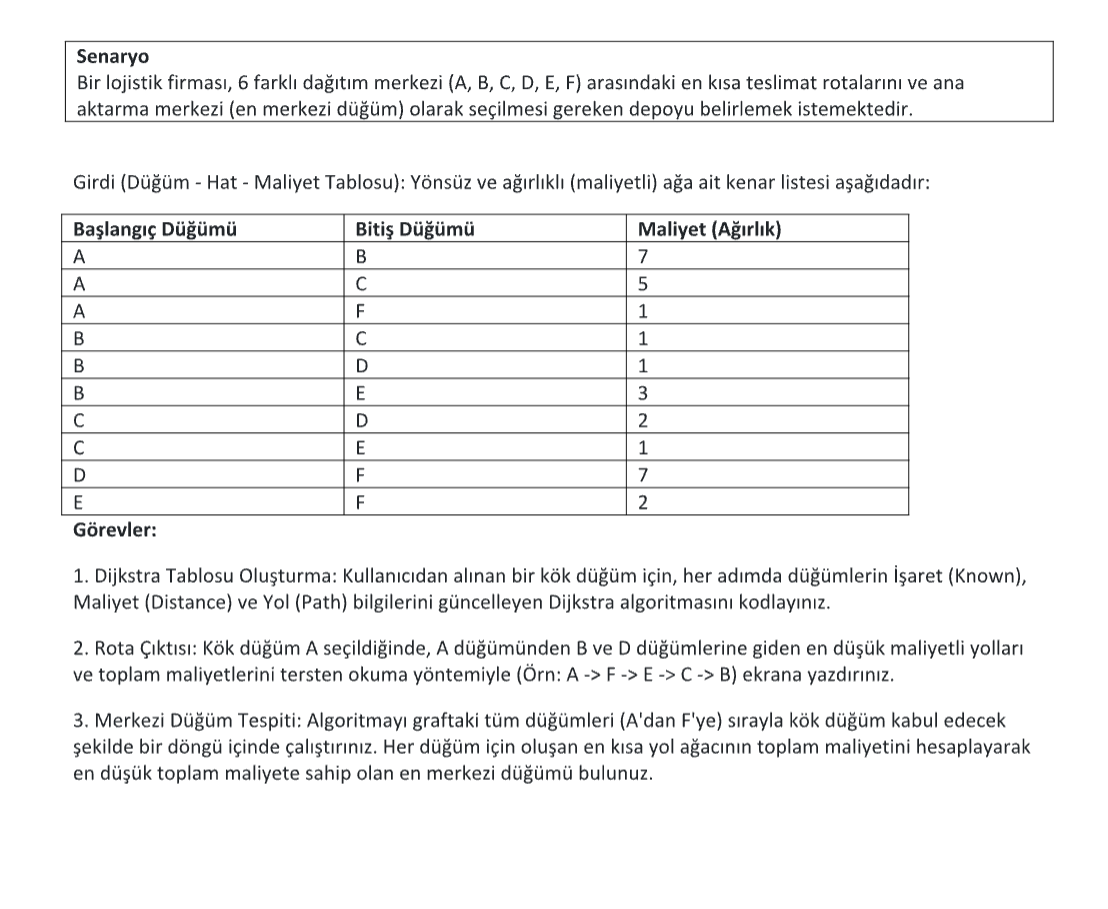 Senaryo
Bir lojistik firması, 6 farklı dağıtım merkezi (A, B, C, D, E, F) arasındaki en kısa teslimat rotalarını ve ana
aktarma merkezi (en merkezi düğüm) olarak seçilmesi gereken depoyu belirlemek istemektedir.
Girdi (Düğüm - Hat - Maliyet Tablosu): Yönsüz ve ağırlıklı (maliyetli) ağa ait kenar listesi aşağıdadır:
Başlangıç Düğümü Bitiş Düğümü Maliyet (Ağırlık)
A B 7
A C 5
A F 1
B C 1
B D 1
B E 3
C D 2
C E 1
D F 7
E F 2
Görevler:
1. Dijkstra Tablosu Oluşturma: Kullanıcıdan alınan bir kök düğüm için, her adımda düğümlerin İşaret (Known),
Maliyet (Distance) ve Yol (Path) bilgilerini güncelleyen Dijkstra algoritmasını kodlayınız.
2. Rota Çıktısı: Kök düğüm A seçildiğinde, A düğümünden B ve D düğümlerine giden en düşük maliyetli yolları
ve toplam maliyetlerini tersten okuma yöntemiyle (Örn: A -> F -> E -> C -> B) ekrana yazdırınız.
3. Merkezi Düğüm Tespiti: Algoritmayı graftaki tüm düğümleri (A'dan F'ye) sırayla kök düğüm kabul edecek
şekilde bir döngü içinde çalıştırınız. Her düğüm için oluşan en kısa yol ağacının toplam maliyetini hesaplayarak
en düşük toplam maliyete sahip olan en merkezi düğümü bulunuz.